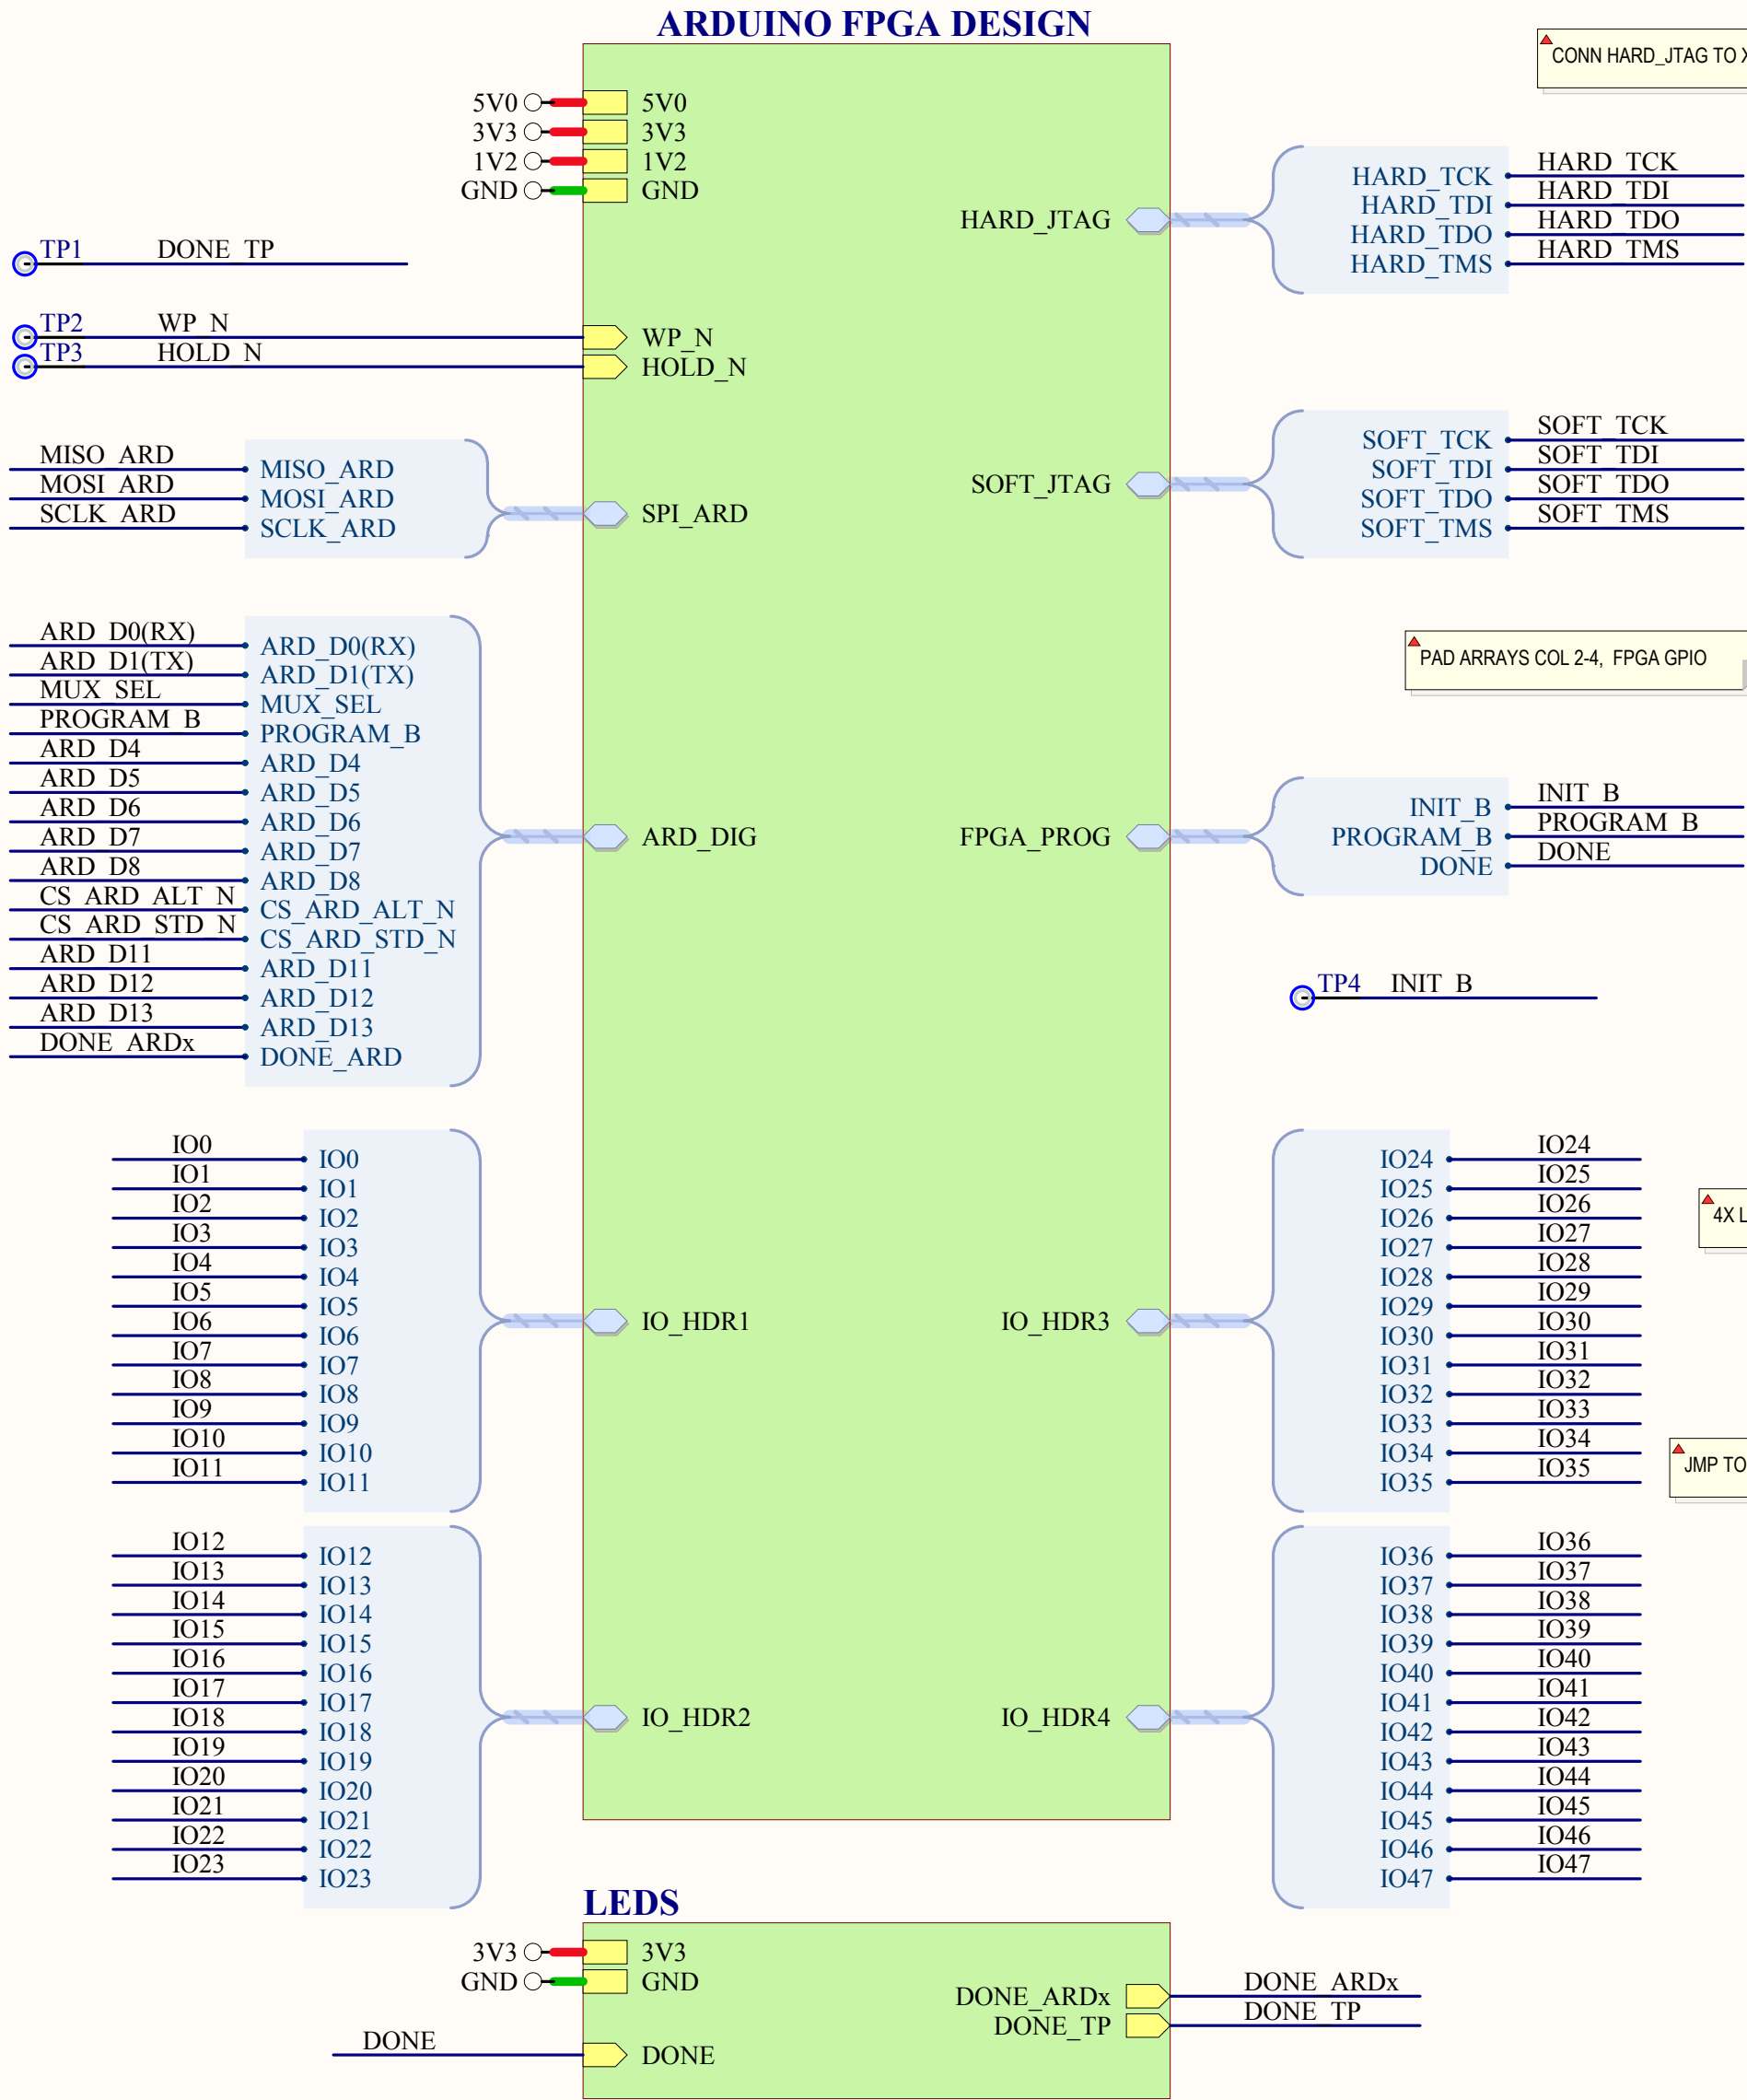 ARDUINO FPGA DESIGN
CONN HARD_JTAG TO X
5V0 5V0
3V3 3V3
1V2 1V2
GND GND
HARD_JTAG
HARD_TCK HARD_TCK
HARD_TDI HARD_TDI
HARD_TDO HARD_TDO
HARD_TMS HARD_TMS
TP1 DONE_TP
TP2 WP_N WP_N
TP3 HOLD_N HOLD_N
MISO_ARD MISO_ARD
MOSI_ARD MOSI_ARD
SCLK_ARD SCLK_ARD
SPI_ARD
SOFT_JTAG
SOFT_TCK SOFT_TCK
SOFT_TDI SOFT_TDI
SOFT_TDO SOFT_TDO
SOFT_TMS SOFT_TMS
PAD ARRAYS COL 2-4, FPGA GPIO
ARD_D0(RX) ARD_D0(RX)
ARD_D1(TX) ARD_D1(TX)
MUX_SEL MUX_SEL
PROGRAM_B PROGRAM_B
ARD_D4 ARD_D4
ARD_D5 ARD_D5
ARD_D6 ARD_D6
ARD_D7 ARD_D7
ARD_D8 ARD_D8
CS_ARD_ALT_N CS_ARD_ALT_N
CS_ARD_STD_N CS_ARD_STD_N
ARD_D11 ARD_D11
ARD_D12 ARD_D12
ARD_D13 ARD_D13
DONE_ARDx DONE_ARD
ARD_DIG
FPGA_PROG
INIT_B INIT_B
PROGRAM_B PROGRAM_B
DONE DONE
TP4 INIT_B
IO0 IO0
IO1 IO1
IO2 IO2
IO3 IO3
IO4 IO4
IO5 IO5
IO6 IO6
IO7 IO7
IO8 IO8
IO9 IO9
IO10 IO10
IO11 IO11
IO_HDR1
IO_HDR3
IO24 IO24
IO25 IO25
IO26 IO26
IO27 IO27
IO28 IO28
IO29 IO29
IO30 IO30
IO31 IO31
IO32 IO32
IO33 IO33
IO34 IO34
IO35 IO35
4X L
JMP TO
IO12 IO12
IO13 IO13
IO14 IO14
IO15 IO15
IO16 IO16
IO17 IO17
IO18 IO18
IO19 IO19
IO20 IO20
IO21 IO21
IO22 IO22
IO23 IO23
IO_HDR2
IO_HDR4
IO36 IO36
IO37 IO37
IO38 IO38
IO39 IO39
IO40 IO40
IO41 IO41
IO42 IO42
IO43 IO43
IO44 IO44
IO45 IO45
IO46 IO46
IO47 IO47
LEDS
3V3 3V3
GND GND
DONE_ARDx DONE_ARDx
DONE_TP DONE_TP
DONE DONE